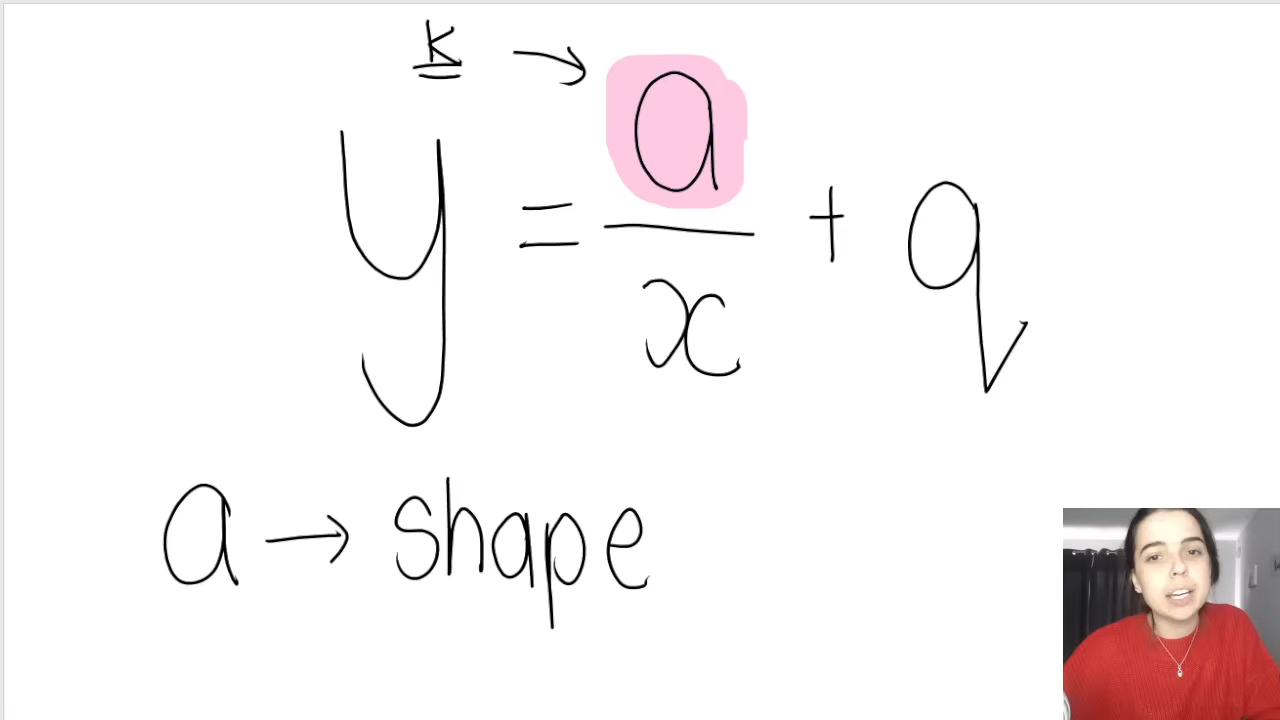 k →
y = a/x + q
a → shape